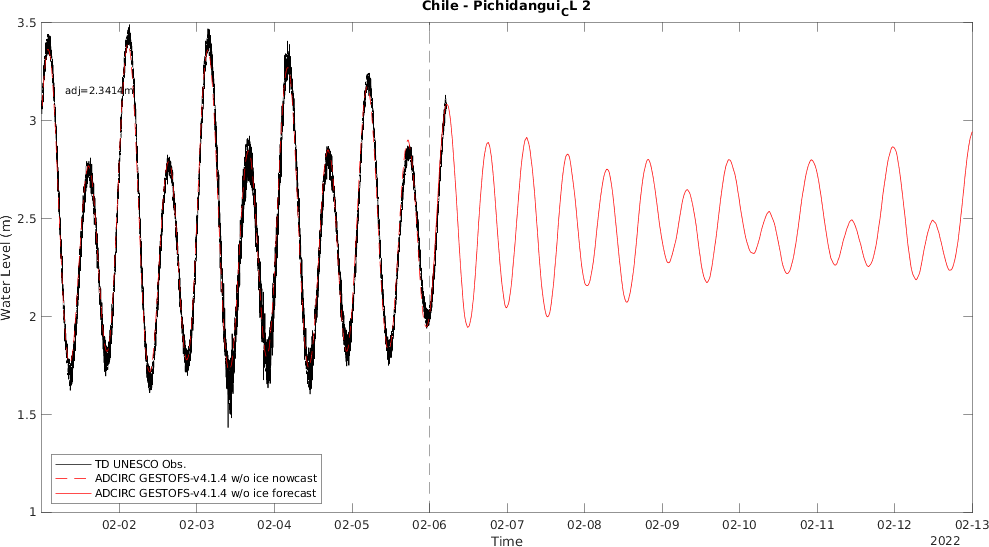 Chile - Pichidangui_CL 2
3.5
adj=2.3414m
3
2.5
Water Level (m)
2
1.5
TD UNESCO Obs.
ADCIRC GESTOFS-v4.1.4 w/o ice nowcast
ADCIRC GESTOFS-v4.1.4 w/o ice forecast
1
02-02 02-03 02-04 02-05 02-06 02-07 02-08 02-09 02-10 02-11 02-12 02-13
Time
2022